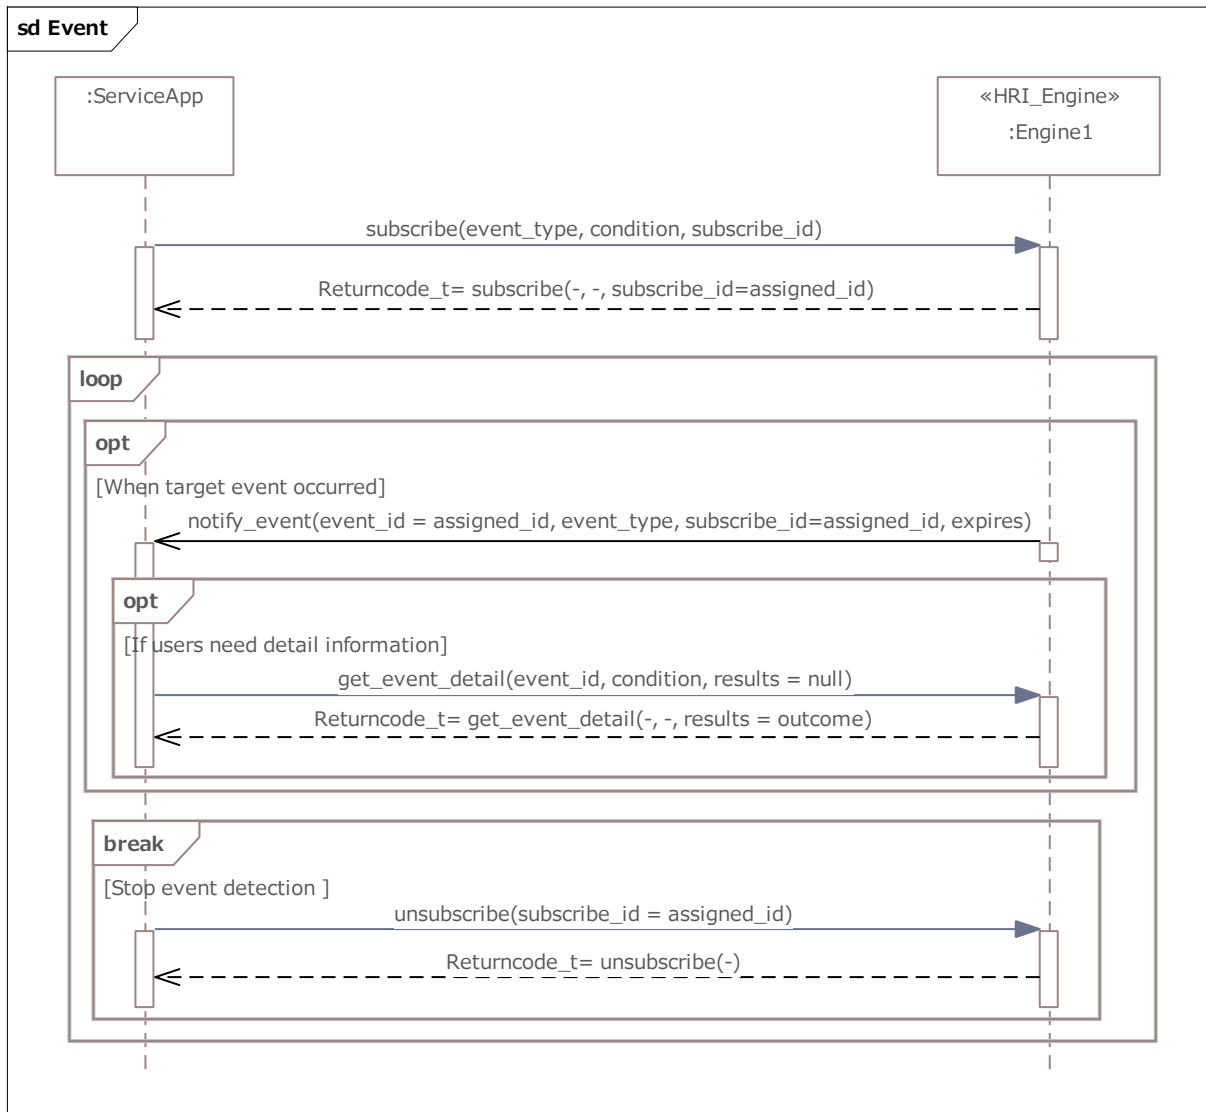 sd Event
:ServiceApp
«HRI_Engine»
:Engine1
subscribe(event_type, condition, subscribe_id)
Returncode_t= subscribe(-, -, subscribe_id=assigned_id)
loop
opt
[When target event occurred]
notify_event(event_id = assigned_id, event_type, subscribe_id=assigned_id, expires)
opt
[If users need detail information]
get_event_detail(event_id, condition, results = null)
Returncode_t= get_event_detail(-, -, results = outcome)
break
[Stop event detection ]
unsubscribe(subscribe_id = assigned_id)
Returncode_t= unsubscribe(-)